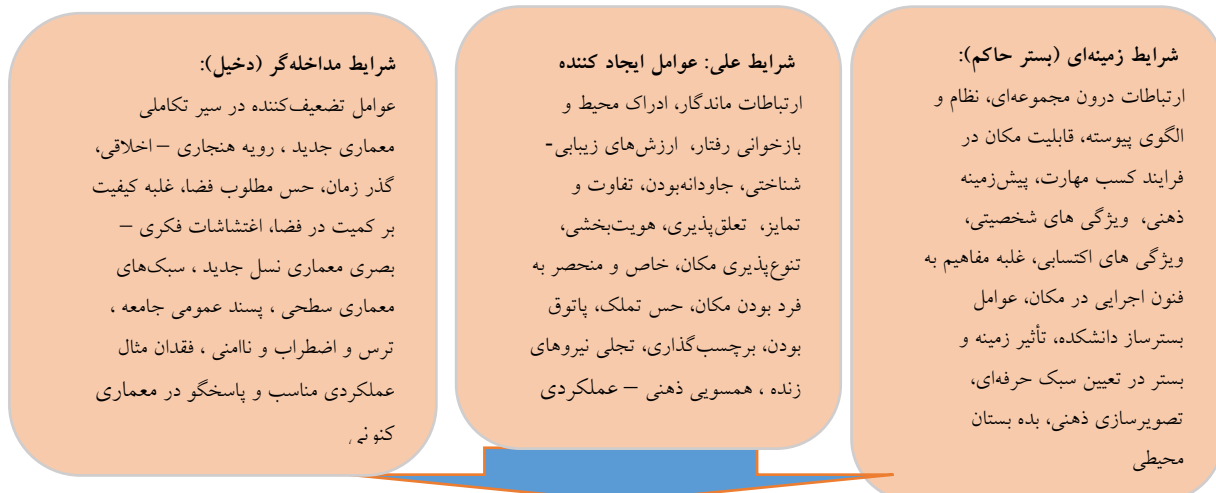 شرایط زمینه‌ای (بستر حاکم):
ارتباطات درون مجموعه‌ای، نظام و
الگوی پیوسته، قابلیت مکان در
فرایند کسب مهارت، پیش‌زمینه
ذهنی، ویژگی های شخصیتی،
ویژگی های اکتسابی، غلبه مفاهیم به
فنون اجرایی در مکان، عوامل
بسترساز دانشکده، تأثیر زمینه و
بستر در تعیین سبک حرفه‌ای،
تصویرسازی ذهنی، بده بستان
محیطی
شرایط علی: عوامل ایجاد کننده
ارتباطات ماندگار، ادراک محیط و
بازخوانی رفتار، ارزش‌های زیبایی-
شناختی، جاودانه‌بودن، تفاوت و
تمایز، تعلق‌پذیری، هویت‌بخشی،
تنوع‌پذیری مکان، خاص و منحصر به
فرد بودن مکان، حس تملک، پاتوق
بودن، برچسب‌گذاری، تجلی نیروهای
زنده ، همسویی ذهنی – عملکردی
شرایط مداخله‌گر (دخیل):
عوامل تضعیف‌کننده در سیر تکاملی
معماری جدید ، رویه هنجاری – اخلاقی،
گذر زمان، حس مطلوب فضا، غلبه کیفیت
بر کمیت در فضا، اغتشاشات فکری –
بصری معماری نسل جدید ، سبک‌های
معماری سطحی ، پسند عمومی جامعه ،
ترس و اضطراب و ناامنی ، فقدان مثال
عملکردی مناسب و پاسخگو در معماری
کنونی